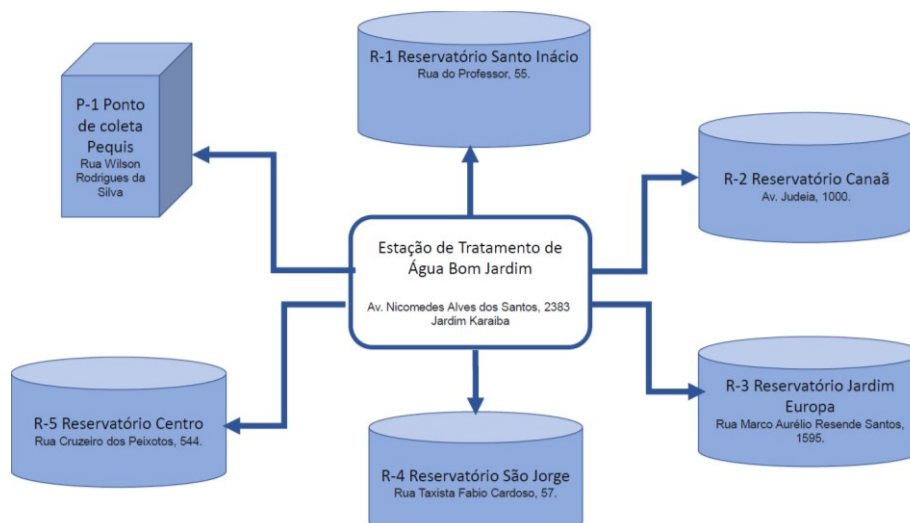 R-1 Reservatório Santo Inácio
Rua do Professor, 55.
P-1 Ponto
de coleta
Pequis
Rua Wilson
Rodrigues da
Silva
R-2 Reservatório Canaã
Av. Judeia, 1000.
Estação de Tratamento de
Água Bom Jardim
Av. Nicomedes Alves dos Santos, 2383
Jardim Karaiba
R-3 Reservatório Jardim
Europa
Rua Marco Aurélio Resende Santos,
1595.
R-5 Reservatório Centro
Rua Cruzeiro dos Peixotos, 544.
R-4 Reservatório São Jorge
Rua Taxista Fabio Cardoso, 57.